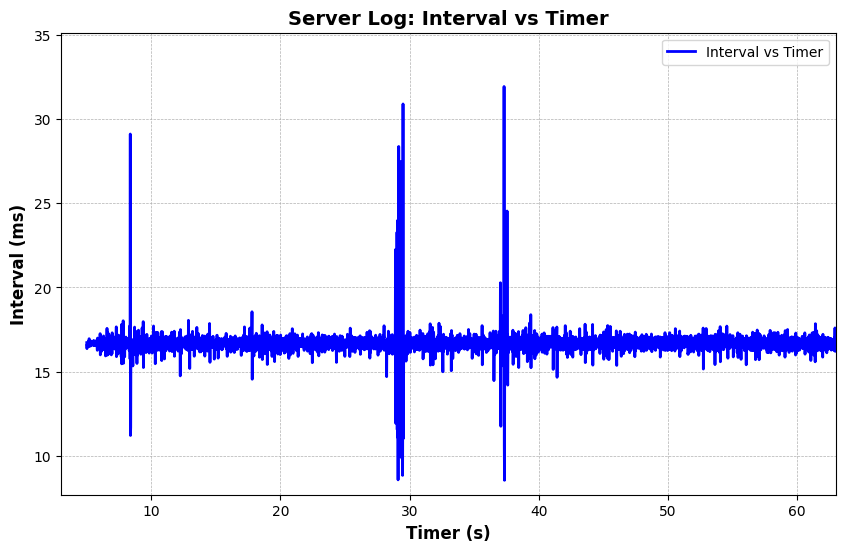 Server Log: Interval vs Timer
Interval vs Timer
35
30
25
20
15
10
Interval (ms)
10 20 30 40 50 60
Timer (s)